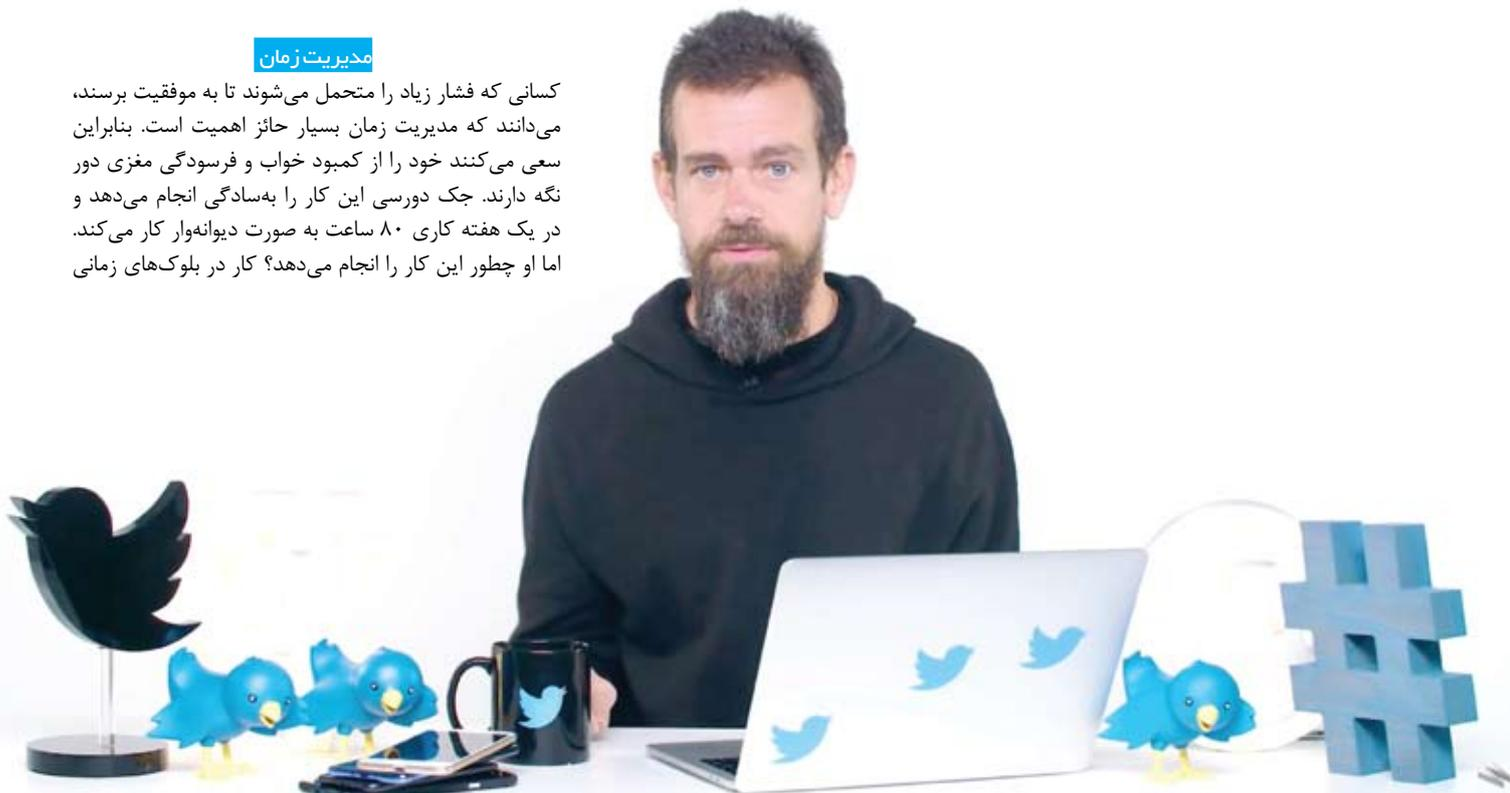 مدیریت زمان
کسانی که فشار زیاد را متحمل می‌شوند تا به موفقیت برسند،
می‌دانند که مدیریت زمان بسیار حائز اهمیت است. بنابراین
سعی می‌کنند خود را از کمبود خواب و فرسودگی مغزی دور
نگه دارند. جک دورسی این کار را به‌سادگی انجام می‌دهد و
در یک هفته کاری ۸۰ ساعت به صورت دیوانه‌وار کار می‌کند.
اما او چطور این کار را انجام می‌دهد؟ کار در بلوک‌های زمانی
#